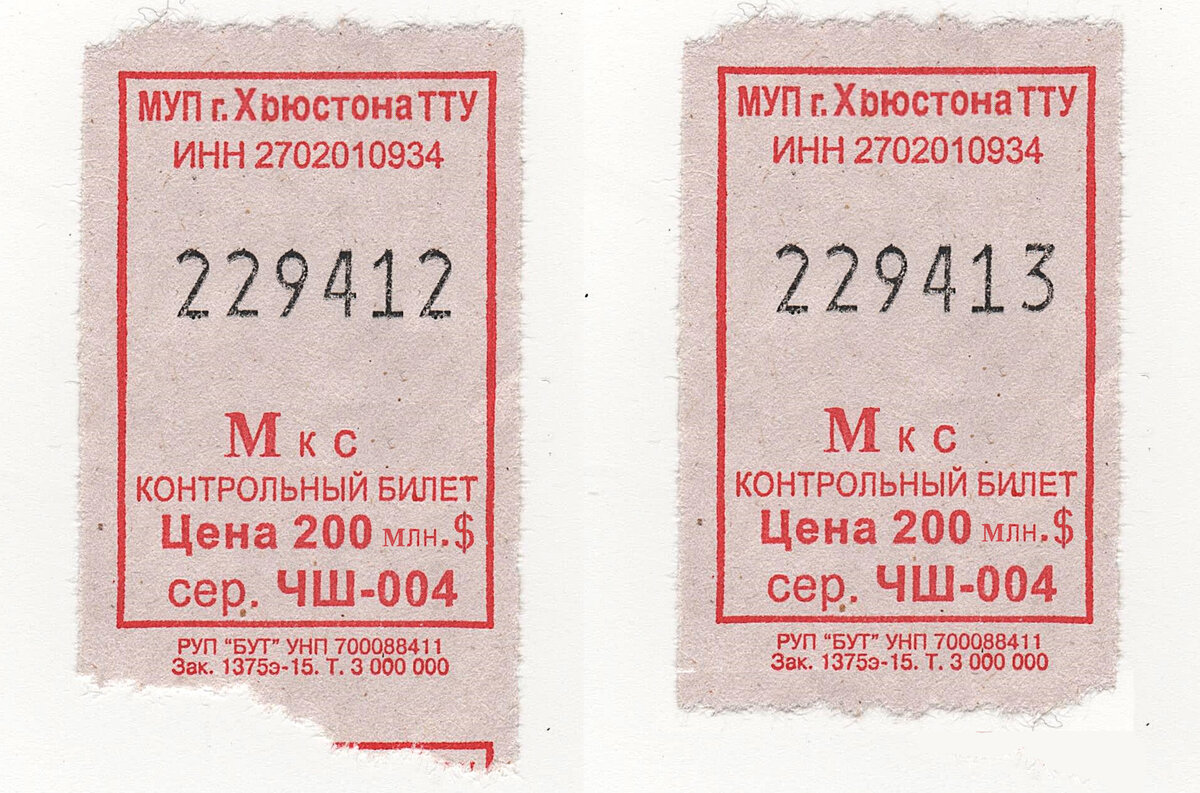 МУП г. Хьюстона ТТУ
ИНН 2702010934
229412
М к с
КОНТРОЛЬНЫЙ БИЛЕТ
Цена 200 млн.$
сер. ЧШ-004
РУП "БУТ" УНП 700088411
Зак. 1375э-15. Т. 3 000 000
МУП г. Хьюстона ТТУ
ИНН 2702010934
229413
М к с
КОНТРОЛЬНЫЙ БИЛЕТ
Цена 200 млн.$
сер. ЧШ-004
РУП "БУТ" УНП 700088411
Зак. 1375э-15. Т. 3 000 000